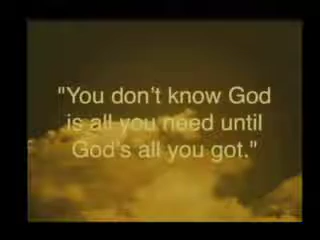 "You don't know God
is all you need until
God's all you got."